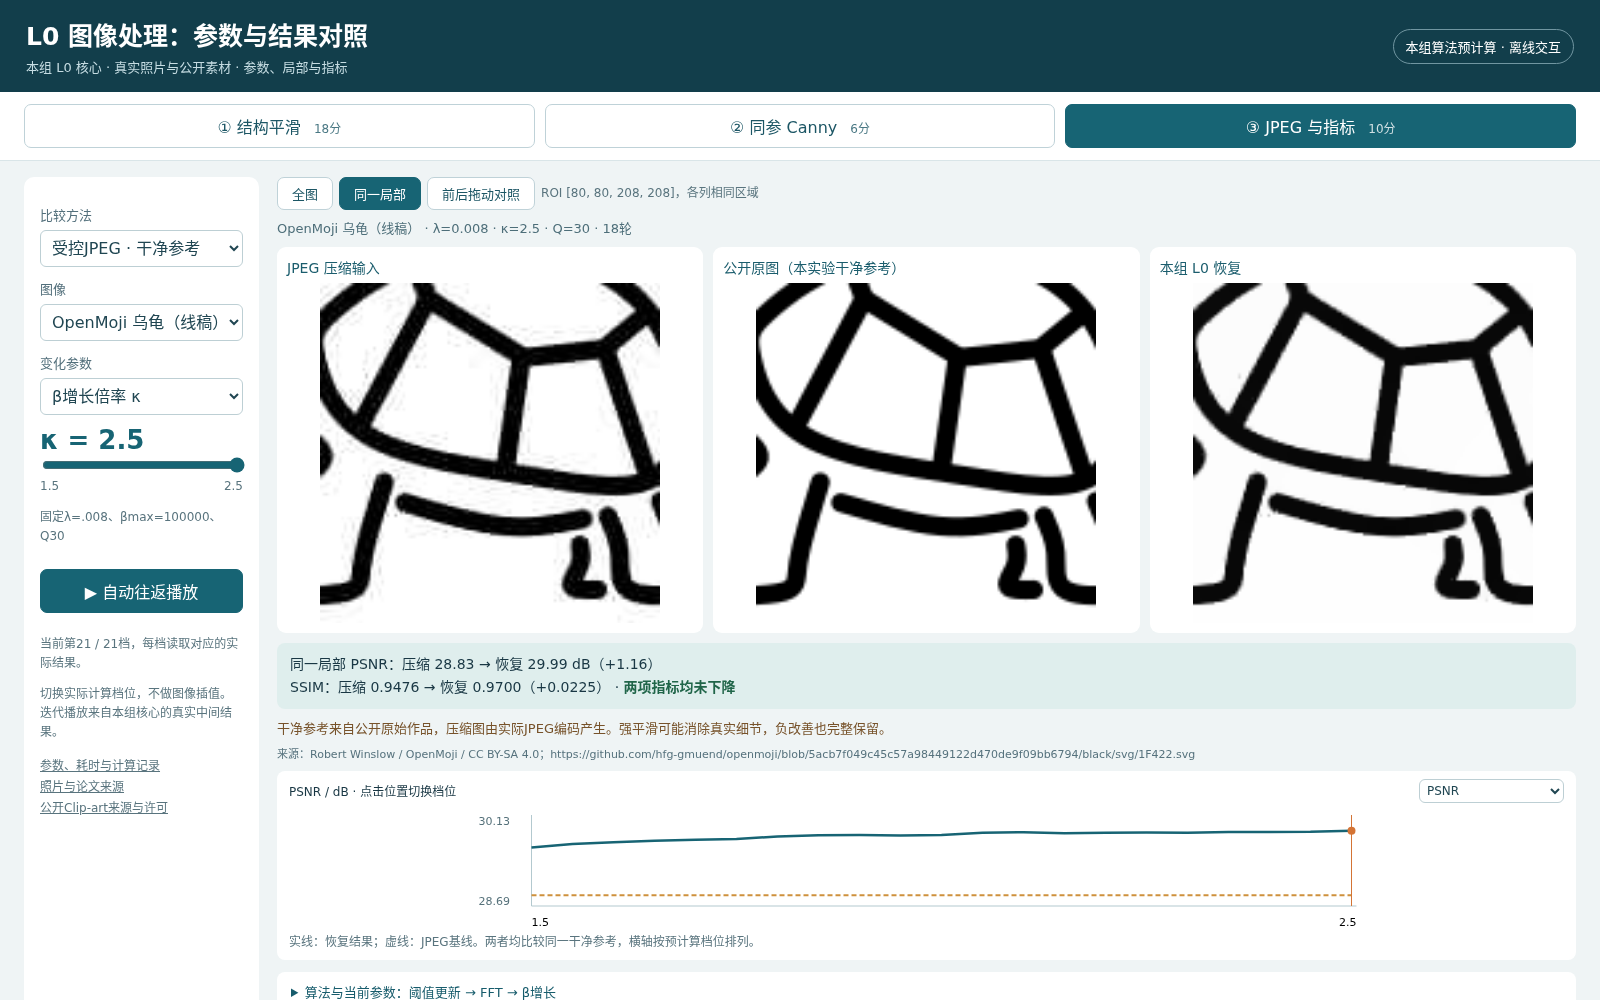 L0 图像处理：参数与结果对照
本组 L0 核心 · 真实照片与公开素材 · 参数、局部与指标
本组算法预计算 · 离线交互
① 结构平滑 18分
② 同参 Canny 6分
③ JPEG 与指标 10分
比较方法
受控JPEG · 干净参考
图像
OpenMoji 乌龟（线稿）
变化参数
β增长倍率 κ
κ = 2.5
1.5
2.5
固定λ=.008、βmax=100000、
Q30
▶ 自动往返播放
当前第21 / 21档，每档读取对应的实
际结果。
切换实际计算档位，不做图像插值。
迭代播放来自本组核心的真实中间结
果。
参数、耗时与计算记录
照片与论文来源
公开Clip-art来源与许可
全图
同一局部
前后拖动对照
ROI [80, 80, 208, 208]，各列相同区域
OpenMoji 乌龟（线稿） · λ=0.008 · κ=2.5 · Q=30 · 18轮
JPEG 压缩输入
公开原图（本实验干净参考）
本组 L0 恢复
同一局部 PSNR：压缩 28.83 → 恢复 29.99 dB（+1.16）
SSIM：压缩 0.9476 → 恢复 0.9700（+0.0225） · 两项指标均未下降
干净参考来自公开原始作品，压缩图由实际JPEG编码产生。强平滑可能消除真实细节，负改善也完整保留。
来源：Robert Winslow / OpenMoji / CC BY-SA 4.0；https://github.com/hfg-gmuend/openmoji/blob/5acb7f049c45c57a98449122d470de9f09bb6794/black/svg/1F422.svg
PSNR / dB · 点击位置切换档位
PSNR
30.13
28.69
1.5
2.5
实线：恢复结果；虚线：JPEG基线。两者均比较同一干净参考，横轴按预计算档位排列。
▶ 算法与当前参数：阈值更新 → FFT → β增长